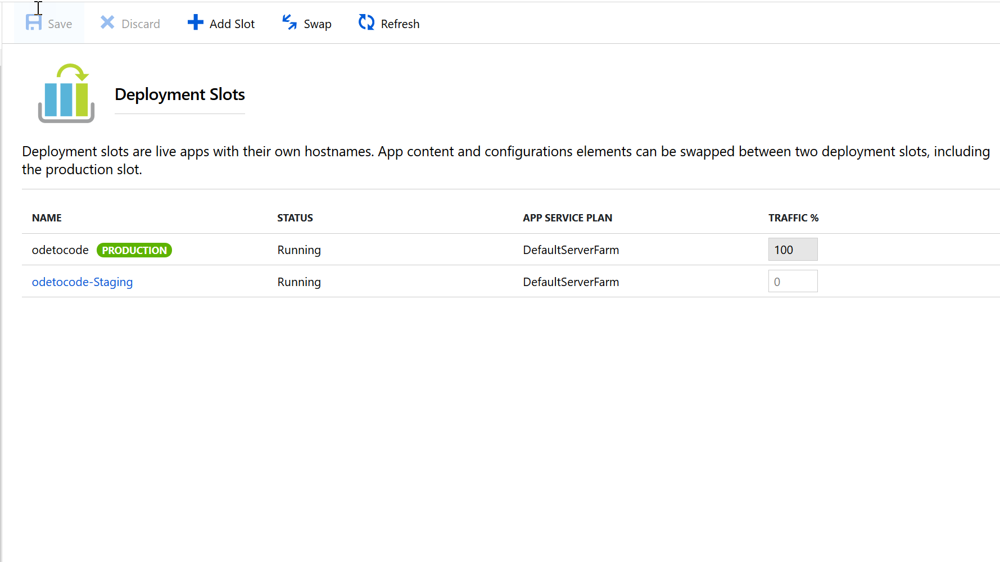 Save Discard Add Slot Swap Refresh
Deployment Slots
Deployment slots are live apps with their own hostnames. App content and configurations elements can be swapped between two deployment slots, including
the production slot.
NAME STATUS APP SERVICE PLAN TRAFFIC %
odetocode PRODUCTION Running DefaultServerFarm 100
odetocode-Staging Running DefaultServerFarm 0